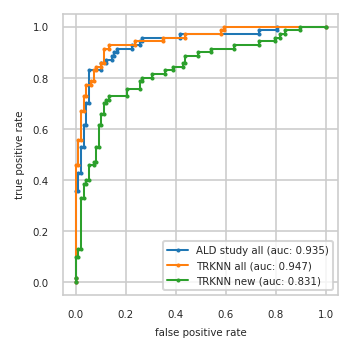 1.0
0.8
0.6
0.4
0.2
0.0
true positive rate
ALD study all (auc: 0.935)
TRKNN all (auc: 0.947)
TRKNN new (auc: 0.831)
0.0 0.2 0.4 0.6 0.8 1.0
false positive rate